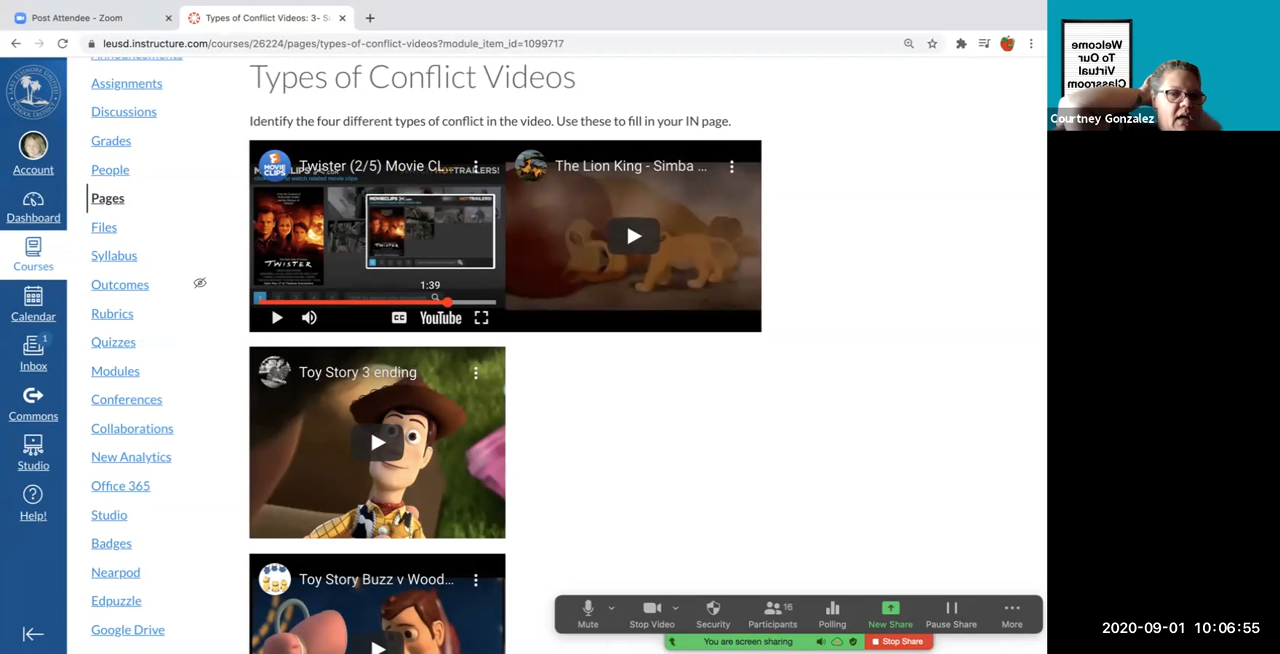 Post Attendee - Zoom
Types of Conflict Videos: 3- S
leusd.instructure.com/courses/26224/pages/types-of-conflict-videos?module_item_id=1099717
Account
Dashboard
Courses
Calendar
1
Inbox
Commons
Studio
Help!
Announcements
Assignments
Discussions
Grades
People
Pages
Files
Syllabus
Outcomes
Rubrics
Quizzes
Modules
Conferences
Collaborations
New Analytics
Office 365
Studio
Badges
Nearpod
Edpuzzle
Google Drive
Types of Conflict Videos
Identify the four different types of conflict in the video. Use these to fill in your IN page.
Twister (2/5) Movie CL...
TWISTER
1:39
YouTube
The Lion King - Simba ...
Toy Story 3 ending
Toy Story Buzz v Wood...
Mute
Stop Video
Security
16
Participants
Polling
New Share
Pause Share
More
You are screen sharing
Stop Share
Welcome
To Our
Virtual
Classroom
Courtney Gonzalez
2020-09-01 10:06:55